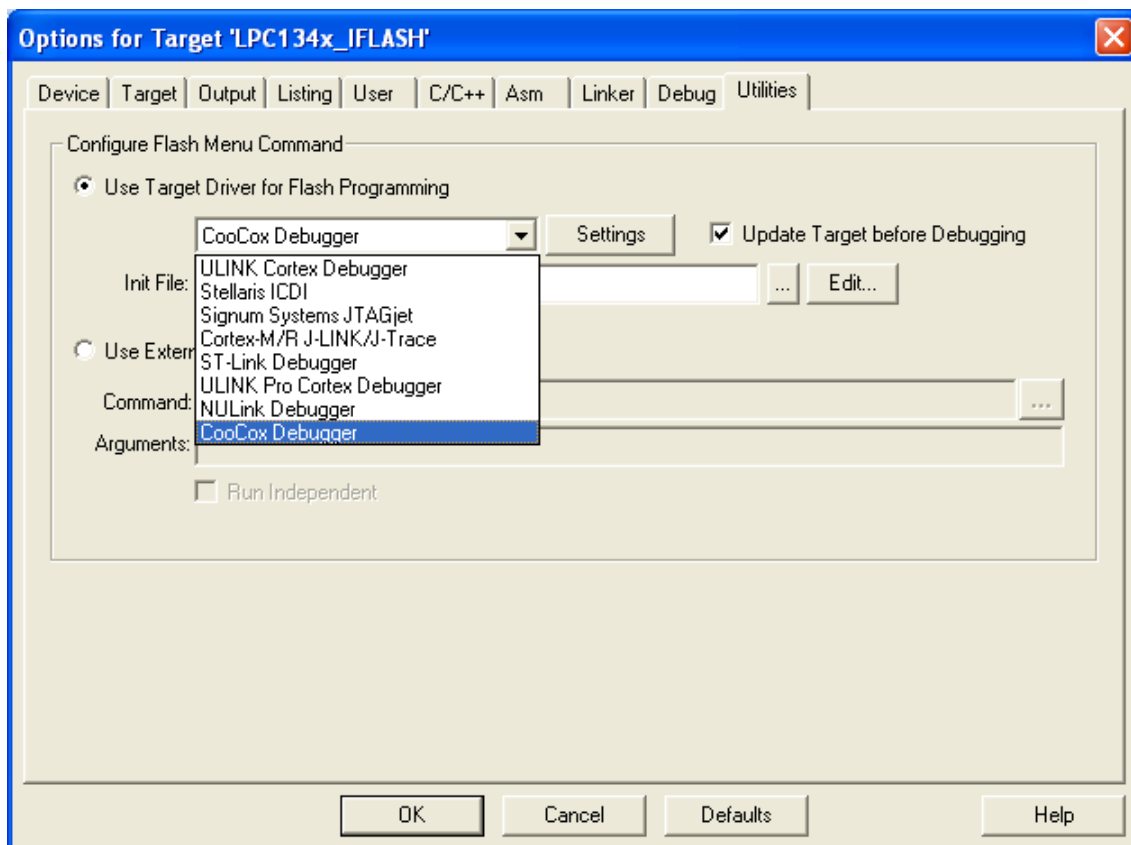 Options for Target 'LPC134x_IFLASH'
Device Target Output Listing User C/C++ Asm Linker Debug Utilities
Configure Flash Menu Command
Use Target Driver for Flash Programming
CooCox Debugger Settings Update Target before Debugging
ULINK Cortex Debugger
Init File: Stellaris ICDI ... Edit...
Signum Systems JTAGjet
Cortex-M/R J-LINK/J-Trace
Use Extern
ST-Link Debugger
ULINK Pro Cortex Debugger
Command: NULink Debugger ...
CooCox Debugger
Arguments:
Run Independent
OK Cancel Defaults Help